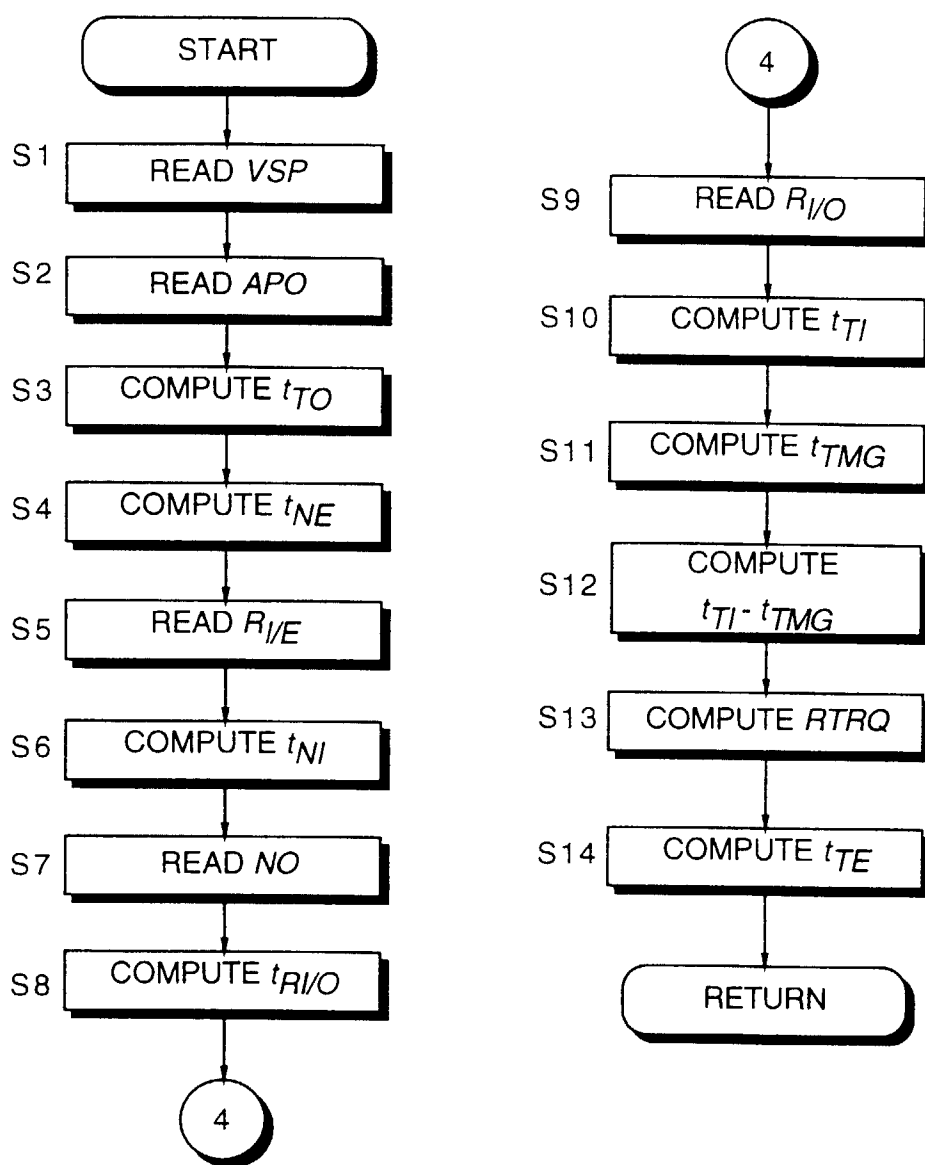 START
S1
READ VSP
S2
READ APO
S3
COMPUTE tTO
S4
COMPUTE tNE
S5
READ RI/E
S6
COMPUTE tNI
S7
READ NO
S8
COMPUTE tRI/O
4
4
S9
READ RI/O
S10
COMPUTE tTI
S11
COMPUTE tTMG
S12
COMPUTE
tTI - tTMG
S13
COMPUTE RTRQ
S14
COMPUTE tTE
RETURN